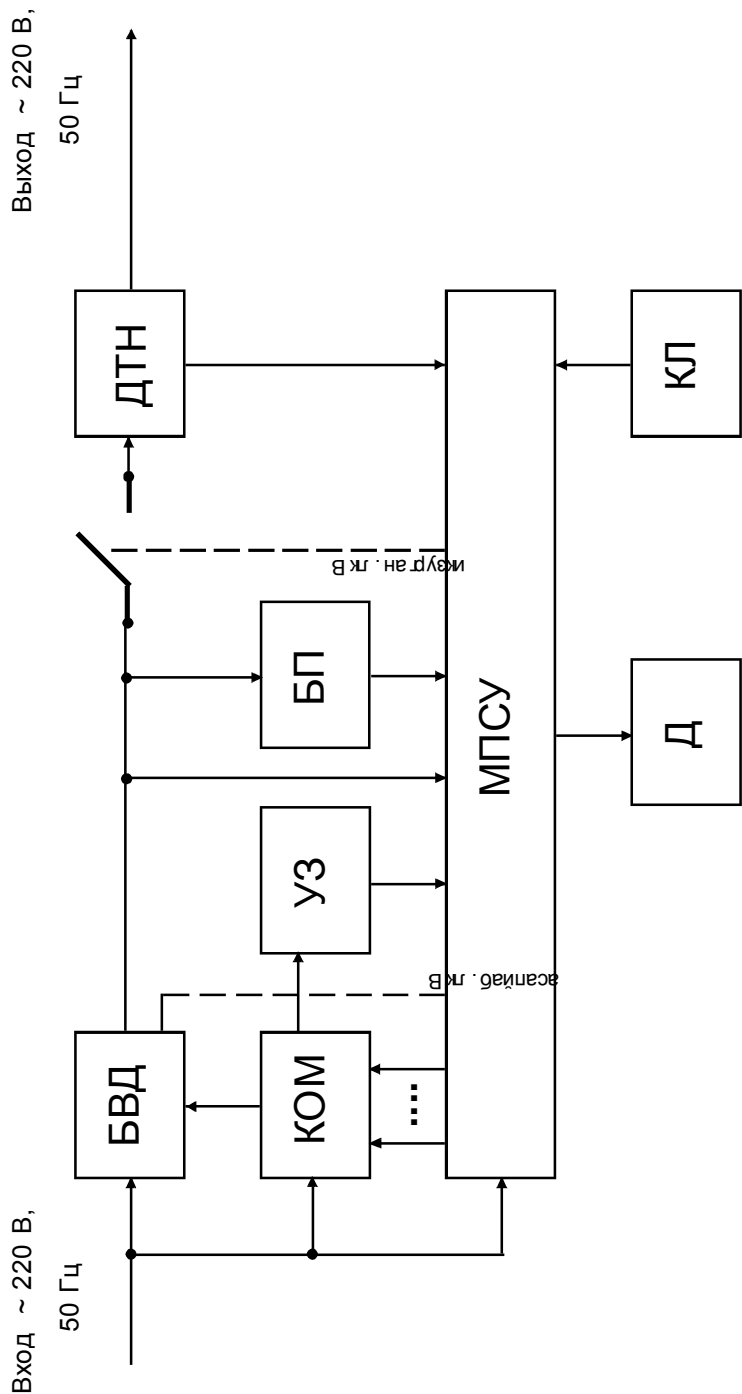 Вход ~ 220 В,
50 Гц
Выход ~ 220 В,
50 Гц
БВД
ДТН
КОМ
УЗ
БП
Вкл. байпаса
Вкл. нагрузки
МПСУ
Д
КЛ
....